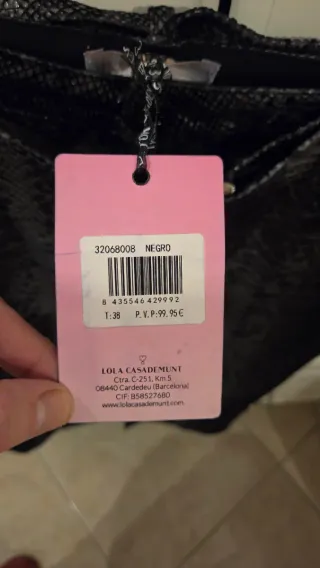 32068008 NEGRO
8 435546 429992
T:38 P.V.P:99.95€
LOLA CASADEMUNT
Ctra. C-251, Km 5
08440 Cardedeu (Barcelona)
CIF: B58527680
www.lolacasademunt.com